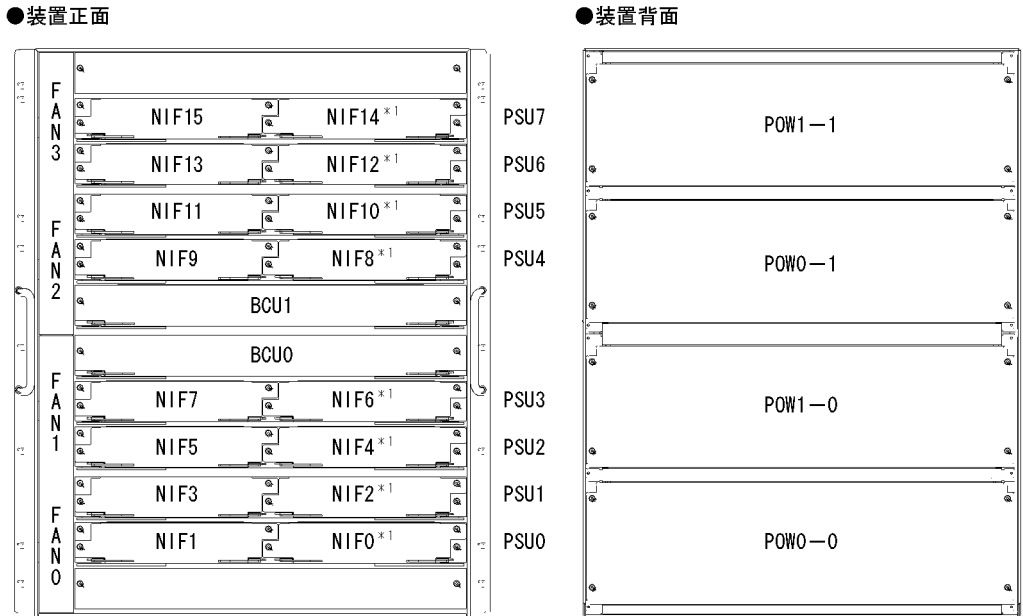 ●装置正面
●装置背面
FAN3
FAN2
FAN1
FAN0
NIF15 NIF14*1 PSU7
NIF13 NIF12*1 PSU6
NIF11 NIF10*1 PSU5
NIF9 NIF8*1 PSU4
BCU1
BCU0
NIF7 NIF6*1 PSU3
NIF5 NIF4*1 PSU2
NIF3 NIF2*1 PSU1
NIF1 NIF0*1 PSU0
POW1－1
POW0－1
POW1－0
POW0－0